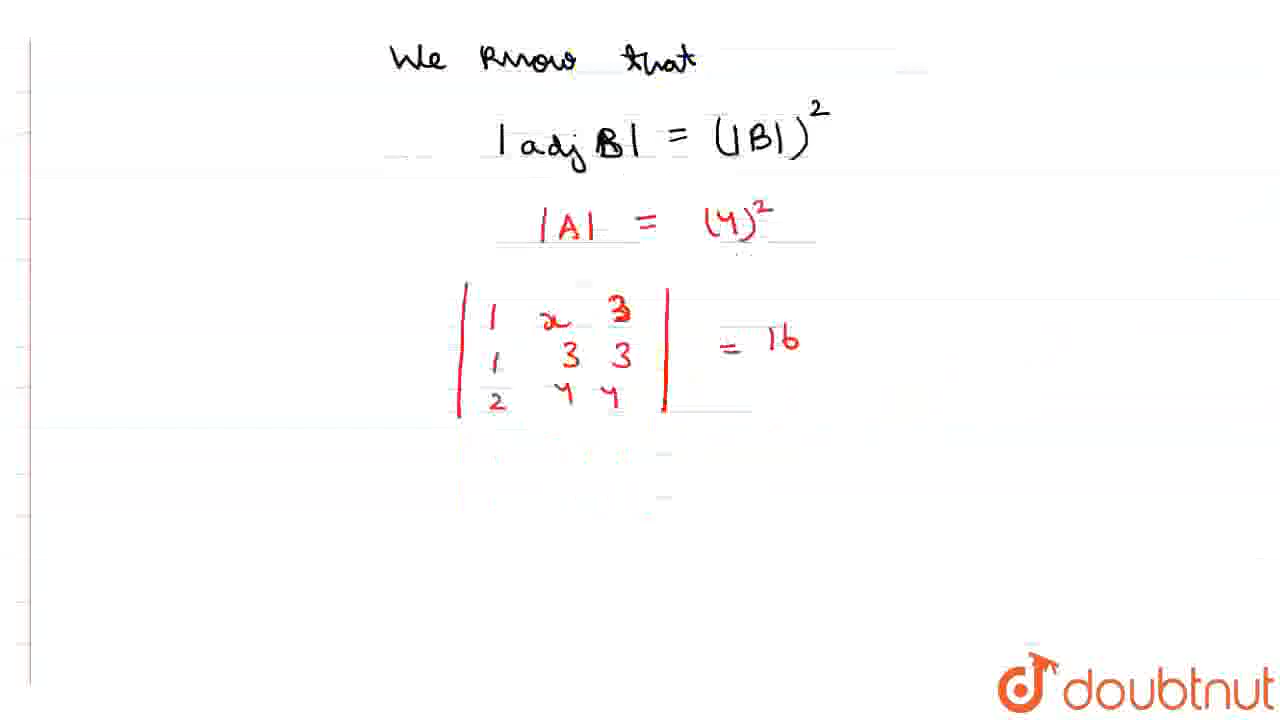 We know that
|adj B| = (|B|)²
|A| = (4)²
| 1 x 3 |
| 1 3 3 | = 16
| 2 4 4 |
doubtnut